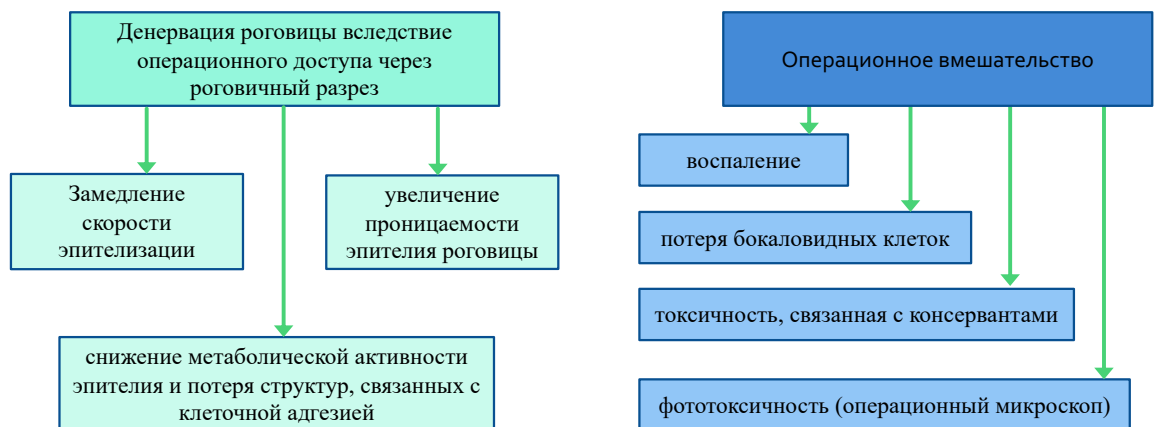 Денервация роговицы вследствие
операционного доступа через
роговичный разрез
Замедление
скорости
эпителизации
увеличение
проницаемости
эпителия роговицы
снижение метаболической активности
эпителия и потеря структур, связанных с
клеточной адгезией
Операционное вмешательство
воспаление
потеря бокаловидных клеток
токсичность, связанная с консервантами
фототоксичность (операционный микроскоп)